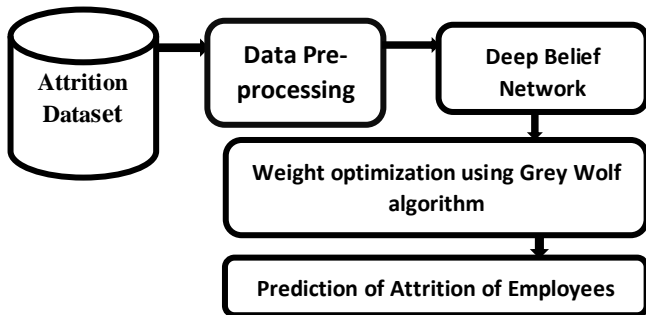 Attrition
Dataset
Data Pre-
processing
Deep Belief
Network
Weight optimization using Grey Wolf
algorithm
Prediction of Attrition of Employees